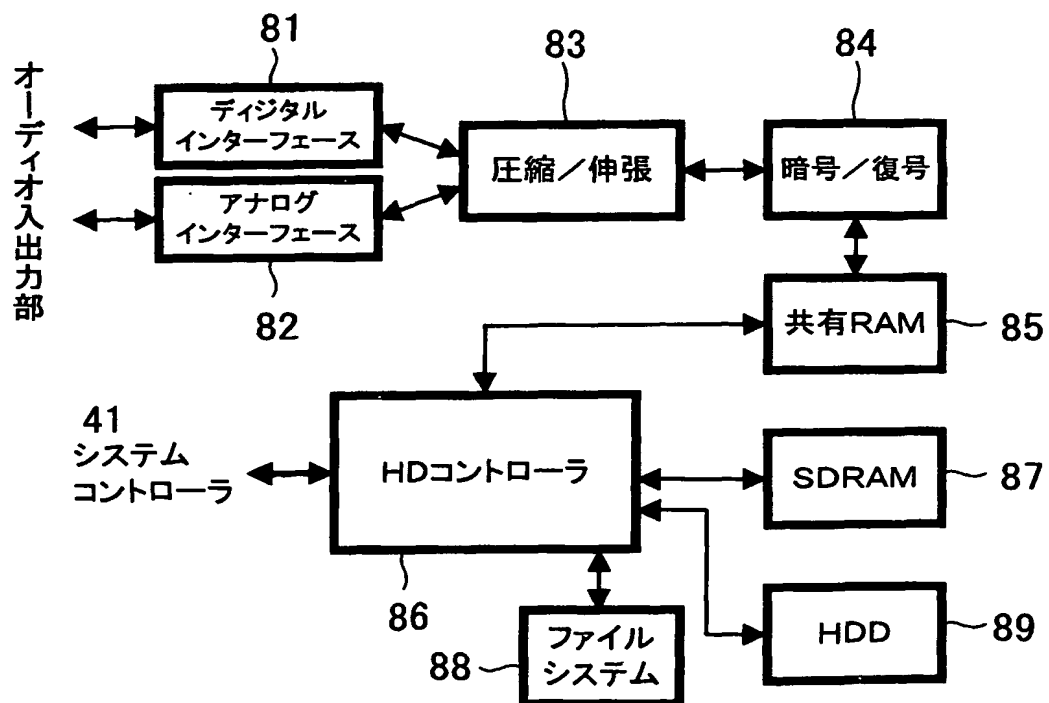 81
83
84
オーディオ入出力部
ディジタル
インターフェース
圧縮／伸張
暗号／復号
アナログ
インターフェース
82
共有RAM
85
41
システム
コントローラ
HDコントローラ
SDRAM
87
86
88
ファイル
システム
HDD
89